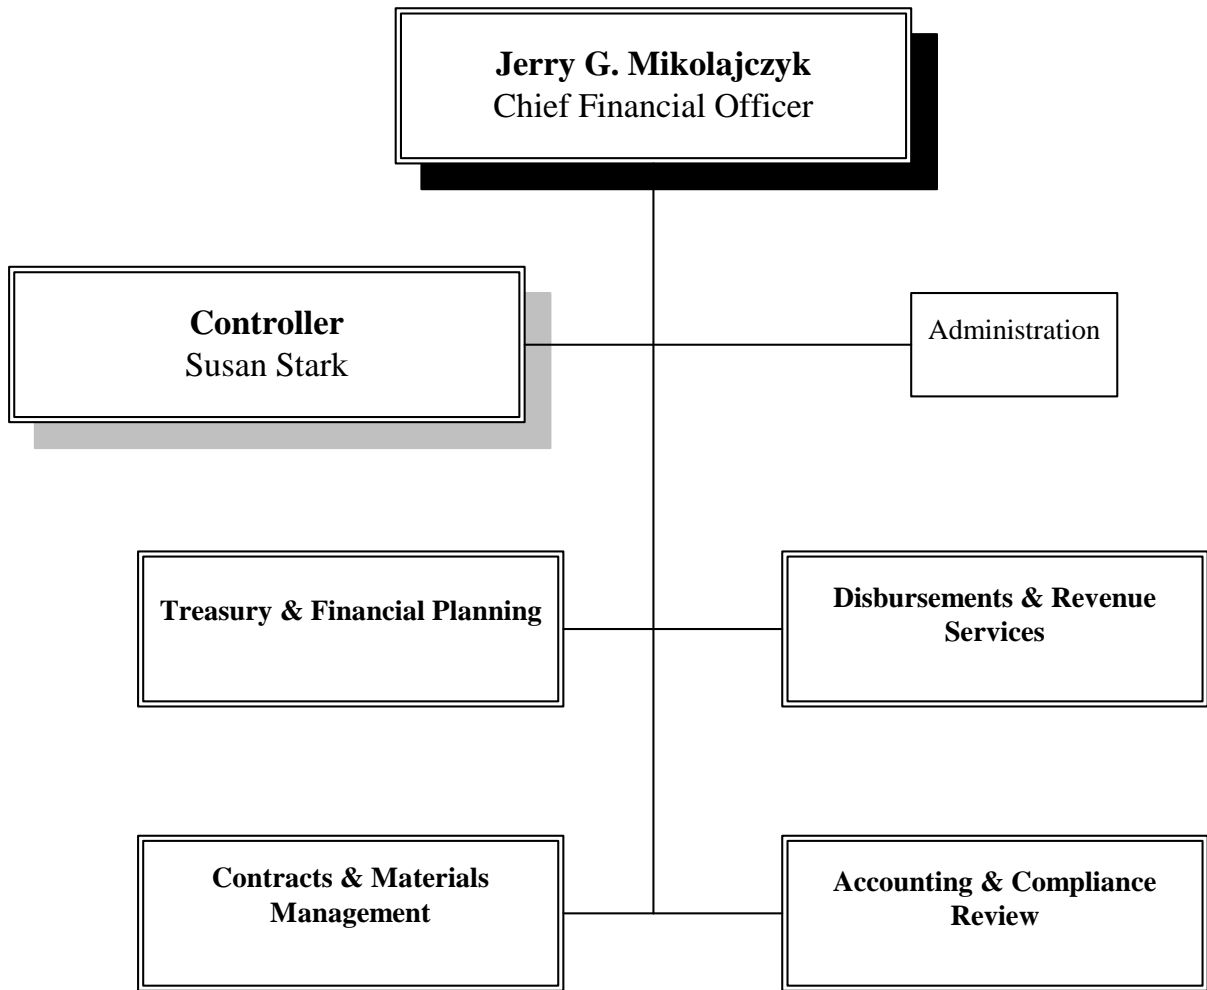 Jerry G. Mikolajczyk
Chief Financial Officer
Controller
Susan Stark
Administration
Treasury & Financial Planning
Disbursements & Revenue
Services
Contracts & Materials
Management
Accounting & Compliance
Review